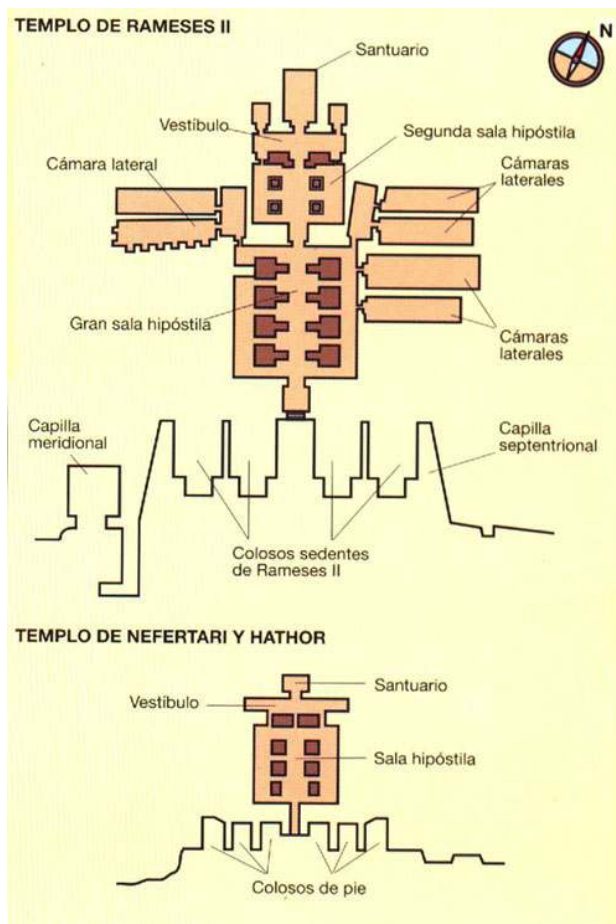 TEMPLO DE RAMESES II
N
Santuario
Vestíbulo
Segunda sala hipóstila
Cámara lateral
Cámaras
laterales
Gran sala hipóstila
Cámaras
laterales
Capilla
meridional
Capilla
septentrional
Colosos sedentes
de Rameses II
TEMPLO DE NEFERTARI Y HATHOR
Santuario
Vestíbulo
Sala hipóstila
Colosos de pie